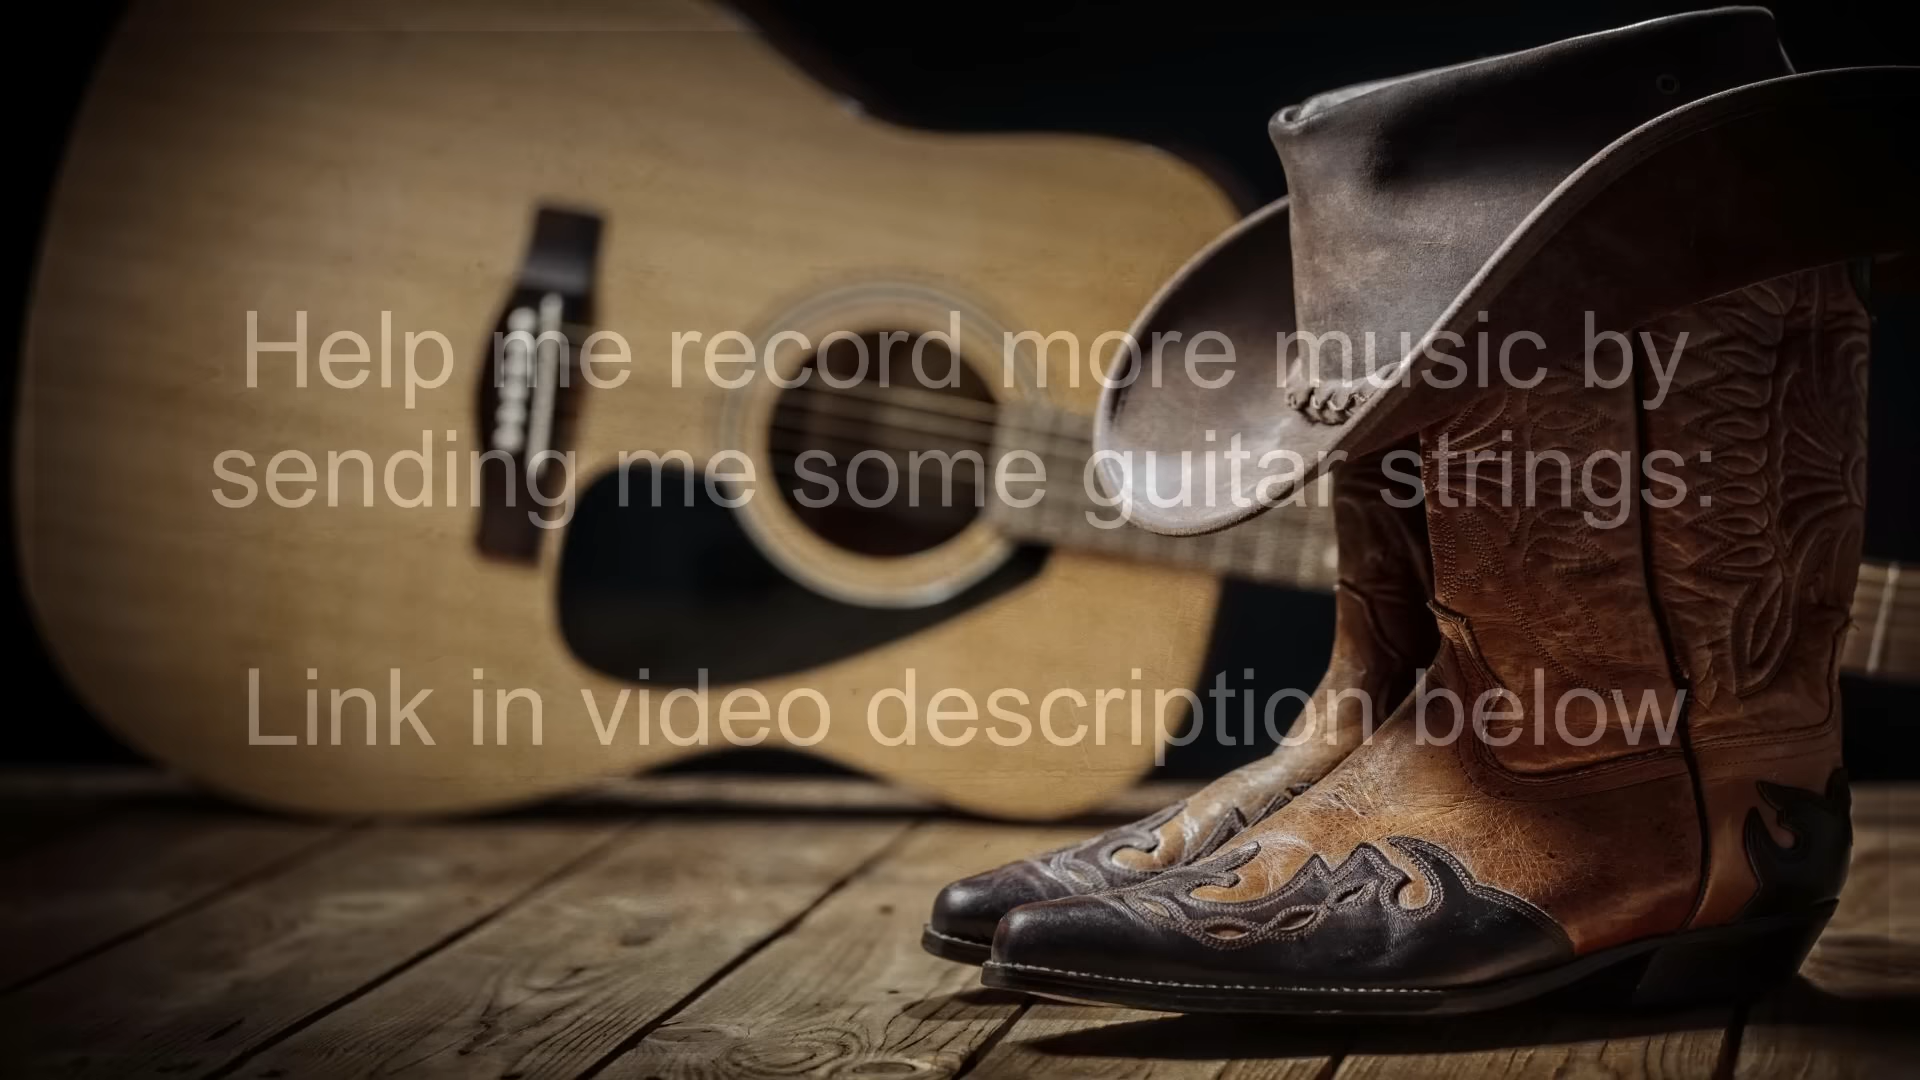 Help me record more music by
sending me some guitar strings:
Link in video description below